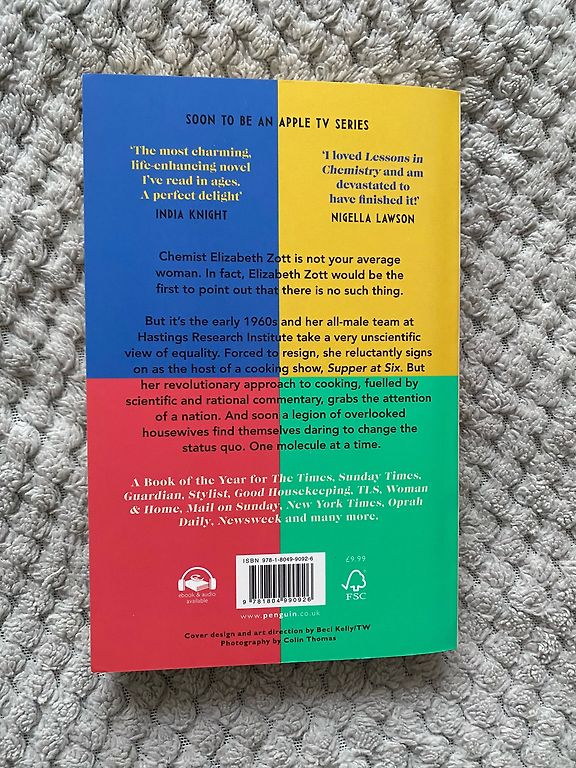 SOON TO BE AN APPLE TV SERIES
'The most charming,
life-enhancing novel
I've read in ages.
A perfect delight'
INDIA KNIGHT
'I loved Lessons in
Chemistry and am
devastated to
have finished it!'
NIGELLA LAWSON
Chemist Elizabeth Zott is not your average
woman. In fact, Elizabeth Zott would be the
first to point out that there is no such thing.
But it's the early 1960s and her all-male team at
Hastings Research Institute take a very unscientific
view of equality. Forced to resign, she reluctantly signs
on as the host of a cooking show, Supper at Six. But
her revolutionary approach to cooking, fuelled by
scientific and rational commentary, grabs the attention
of a nation. And soon a legion of overlooked
housewives find themselves daring to change the
status quo. One molecule at a time.
A Book of the Year for The Times, Sunday Times,
Guardian, Stylist, Good Housekeeping, TLS, Woman
& Home, Mail on Sunday, New York Times, Oprah
Daily, Newsweek and many more.
ISBN 978-1-8049-9092-6
£9.99
9 781804 990926
ebook & audio
available
FSC
www.penguin.co.uk
Cover design and art direction by Beci Kelly/TW
Photography by Colin Thomas